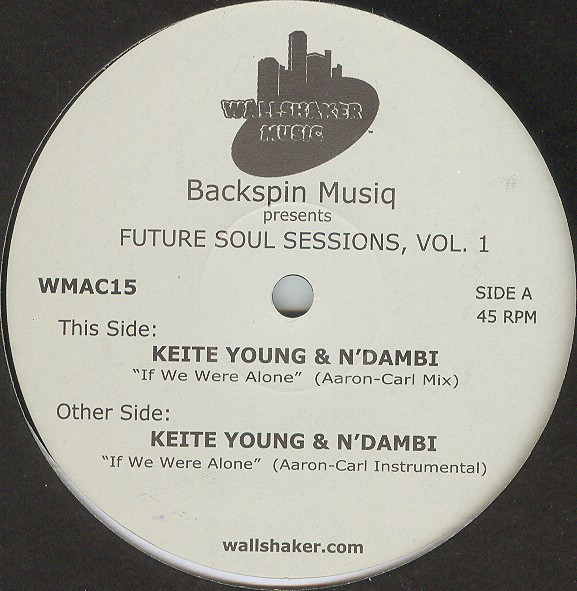 WALLSHAKER
MUSIC
™
Backspin Musiq
presents
FUTURE SOUL SESSIONS, VOL. 1
WMAC15
SIDE A
45 RPM
This Side:
KEITE YOUNG & N'DAMBI
"If We Were Alone" (Aaron-Carl Mix)
Other Side:
KEITE YOUNG & N'DAMBI
"If We Were Alone" (Aaron-Carl Instrumental)
wallshaker.com